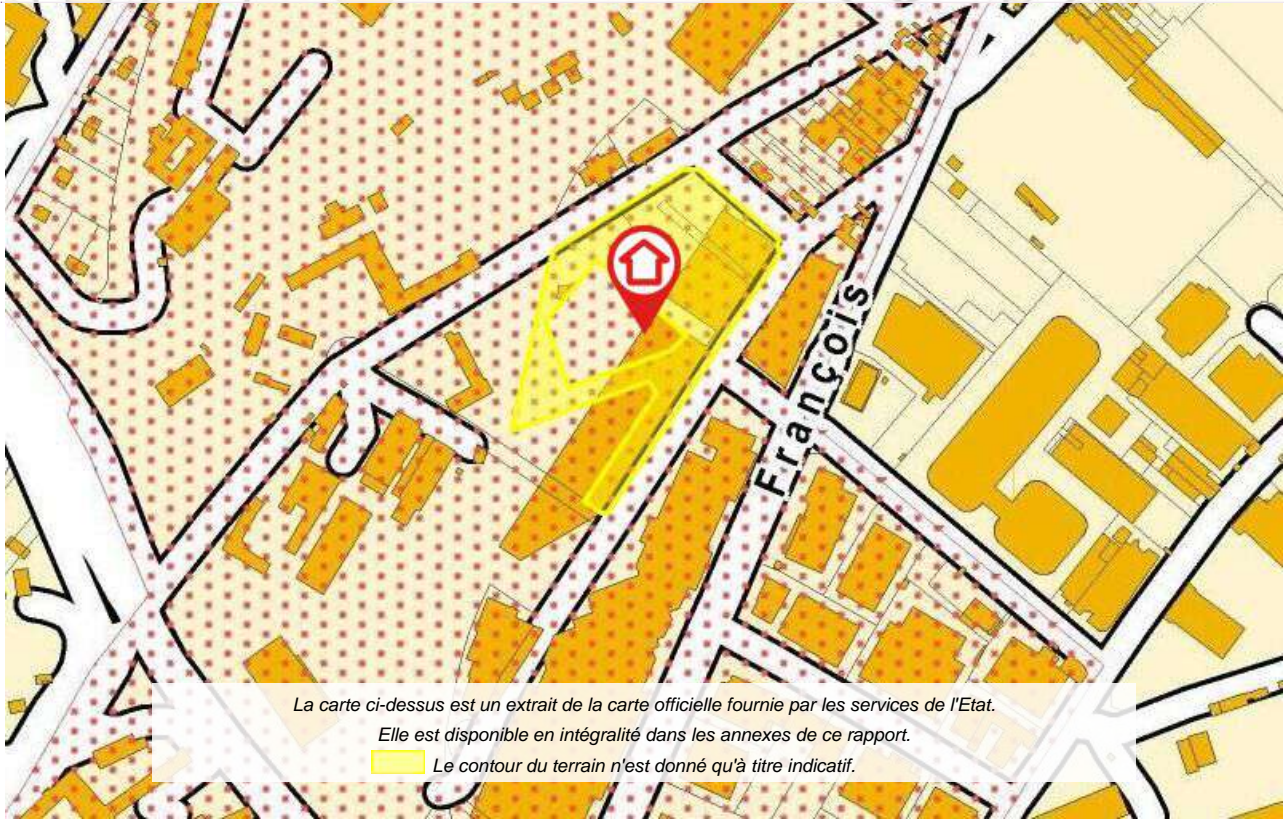 François
La carte ci-dessus est un extrait de la carte officielle fournie par les services de l'Etat.
Elle est disponible en intégralité dans les annexes de ce rapport.
Le contour du terrain n'est donné qu'à titre indicatif.